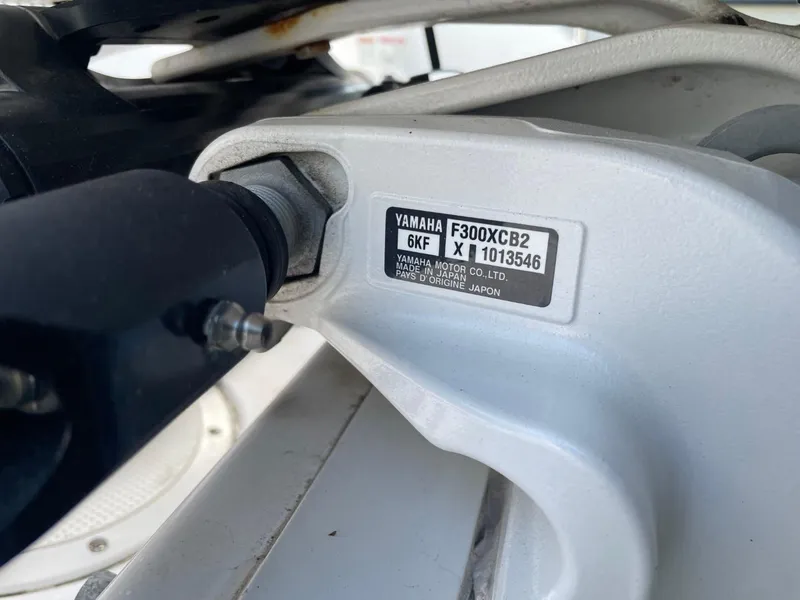 YAMAHA F300XCB2
6KF X 1013546
YAMAHA MOTOR CO.,LTD.
MADE IN JAPAN
PAYS D'ORIGINE JAPON